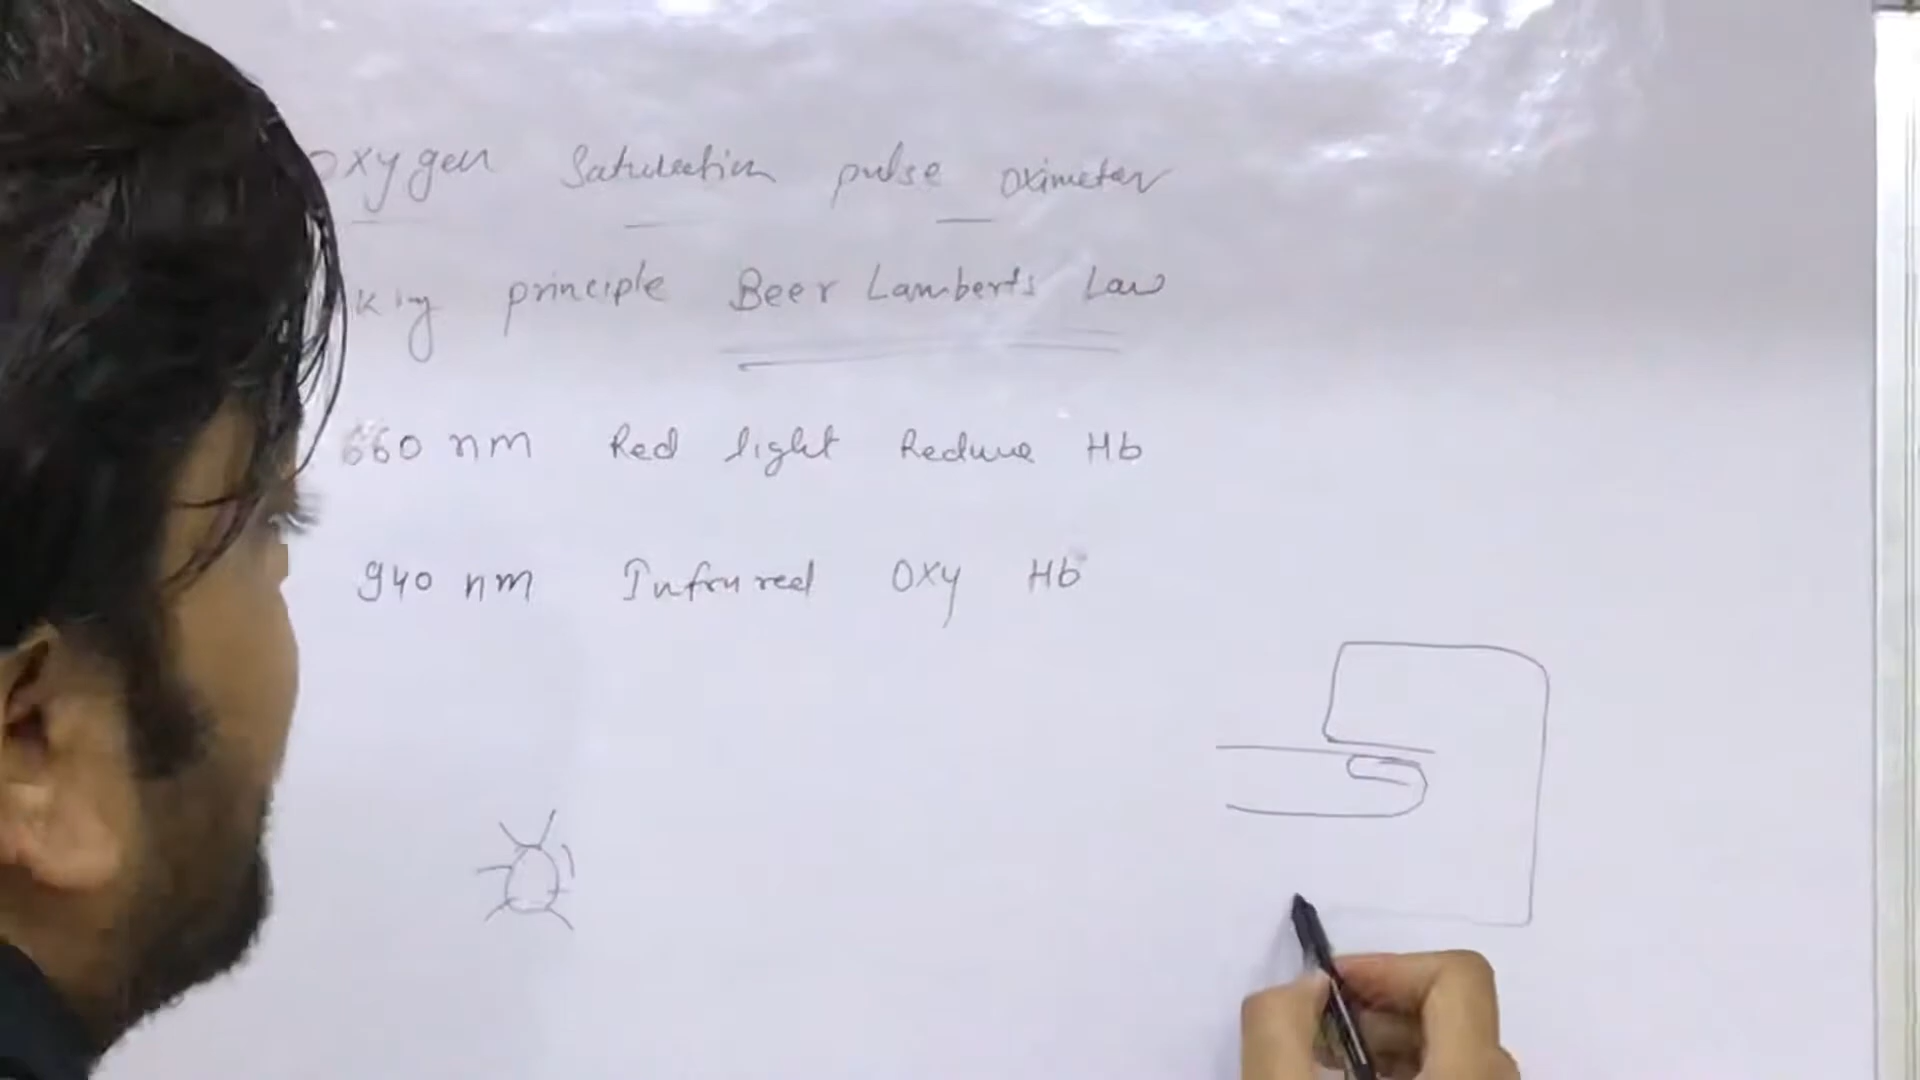 Oxygen Saturation pulse oximeter
Key principle Beer Lamberts Law
660 nm Red light Reduce Hb
940 nm Infrared Oxy Hb